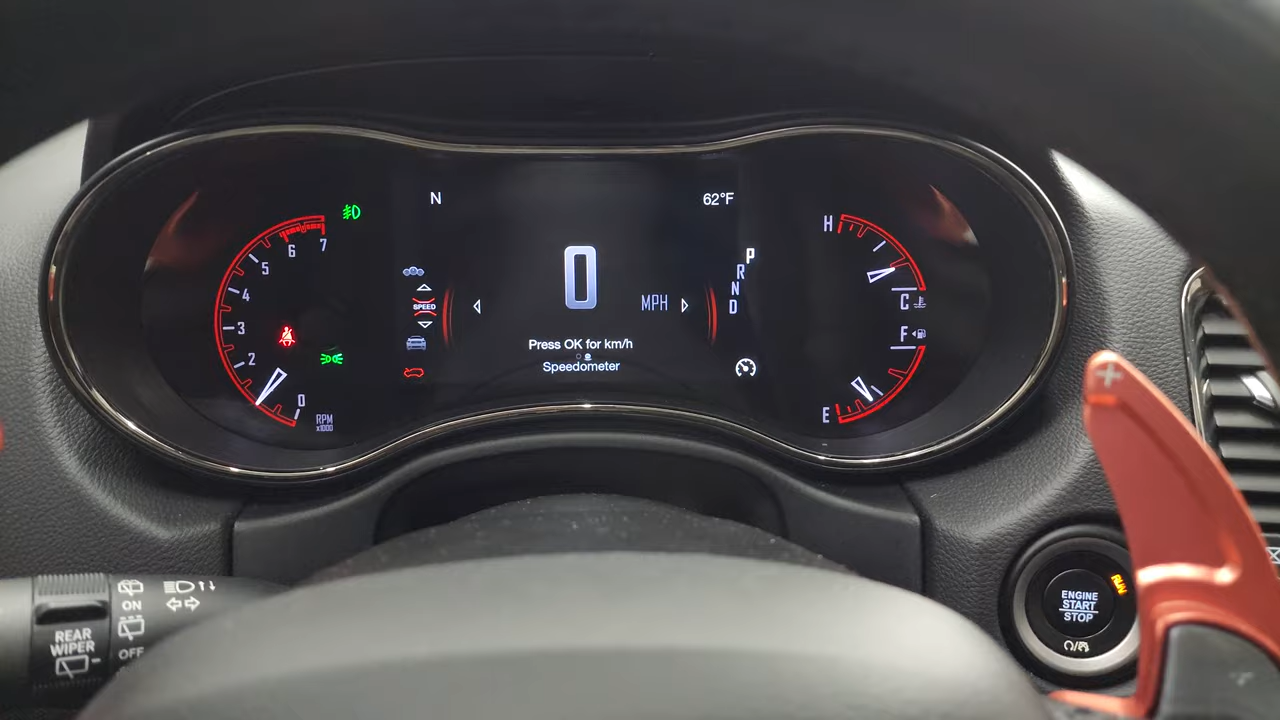 N
62°F
7
6
5
4
3
2
0
RPM
x1000
SPEED
0
MPH
Press OK for km/h
Speedometer
P
R
N
D
H
C
F
E
+
REAR
WIPER
ON
OFF
RUN
ENGINE
START
STOP